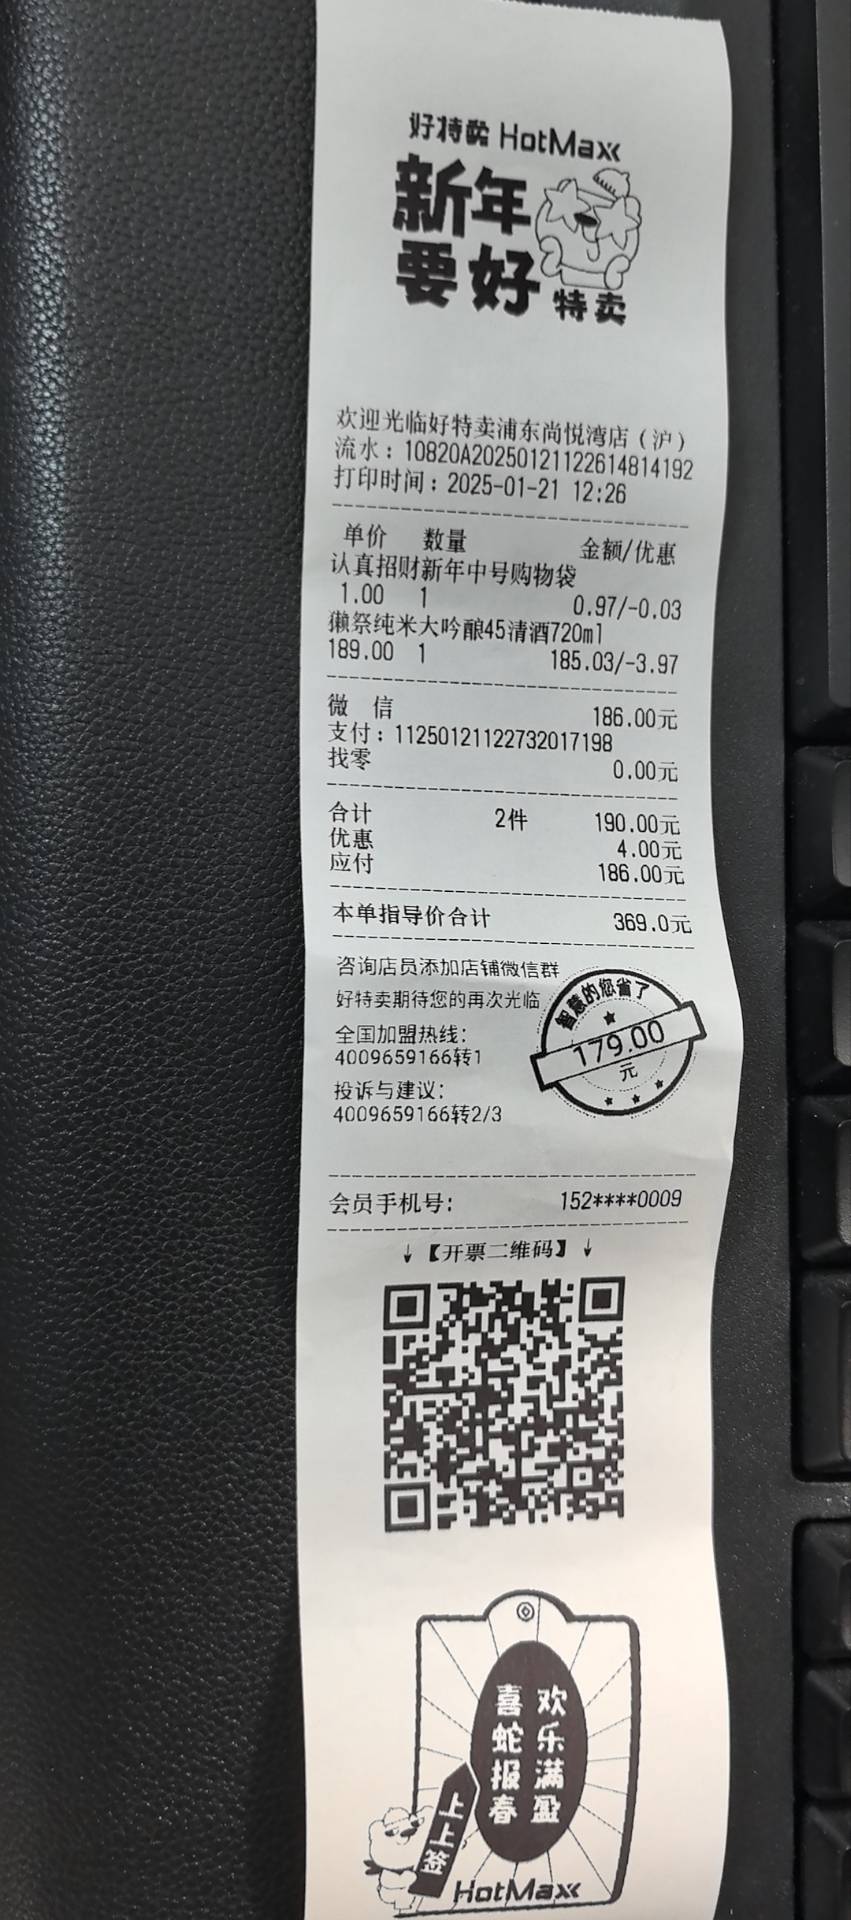 好特卖 HotMaxx
新年
要好
特卖
欢迎光临好特卖浦东尚悦湾店（沪）
流水：10820A20250121122614814192
打印时间：2025-01-21 12:26
单价 数量 金额/优惠
认真招财新年中号购物袋
1.00 1 0.97/-0.03
獭祭纯米大吟酿45清酒720ml
189.00 1 185.03/-3.97
微 信 186.00元
支付：11250121122732017198
找零 0.00元
合计 2件 190.00元
优惠 4.00元
应付 186.00元
本单指导价合计 369.0元
咨询店员添加店铺微信群
好特卖期待您的再次光临
全国加盟热线：
4009659166转1
投诉与建议：
4009659166转2/3
智慧的您省了
179.00
元
会员手机号： 152****0009
↓【开票二维码】↓
欢乐满盈
喜蛇报春
上上签
HotMaxx